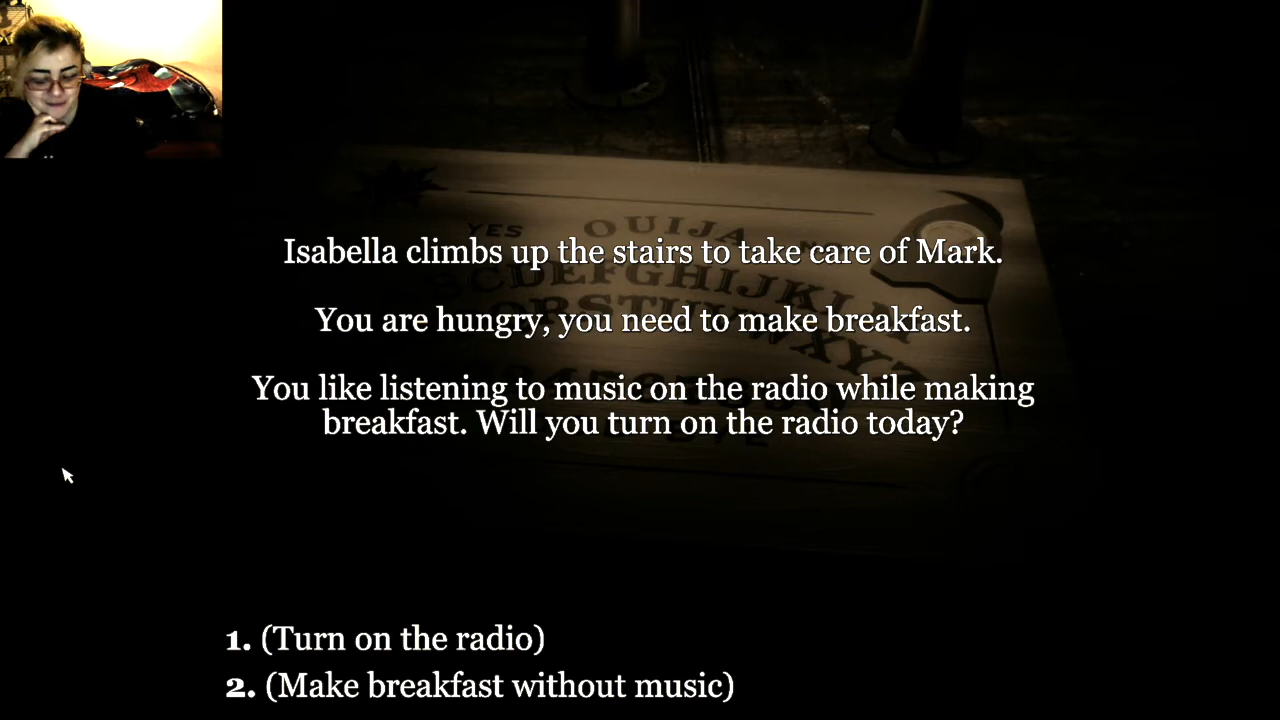 Isabella climbs up the stairs to take care of Mark.
You are hungry, you need to make breakfast.
You like listening to music on the radio while making
breakfast. Will you turn on the radio today?
YES OUIJA
1. (Turn on the radio)
2. (Make breakfast without music)